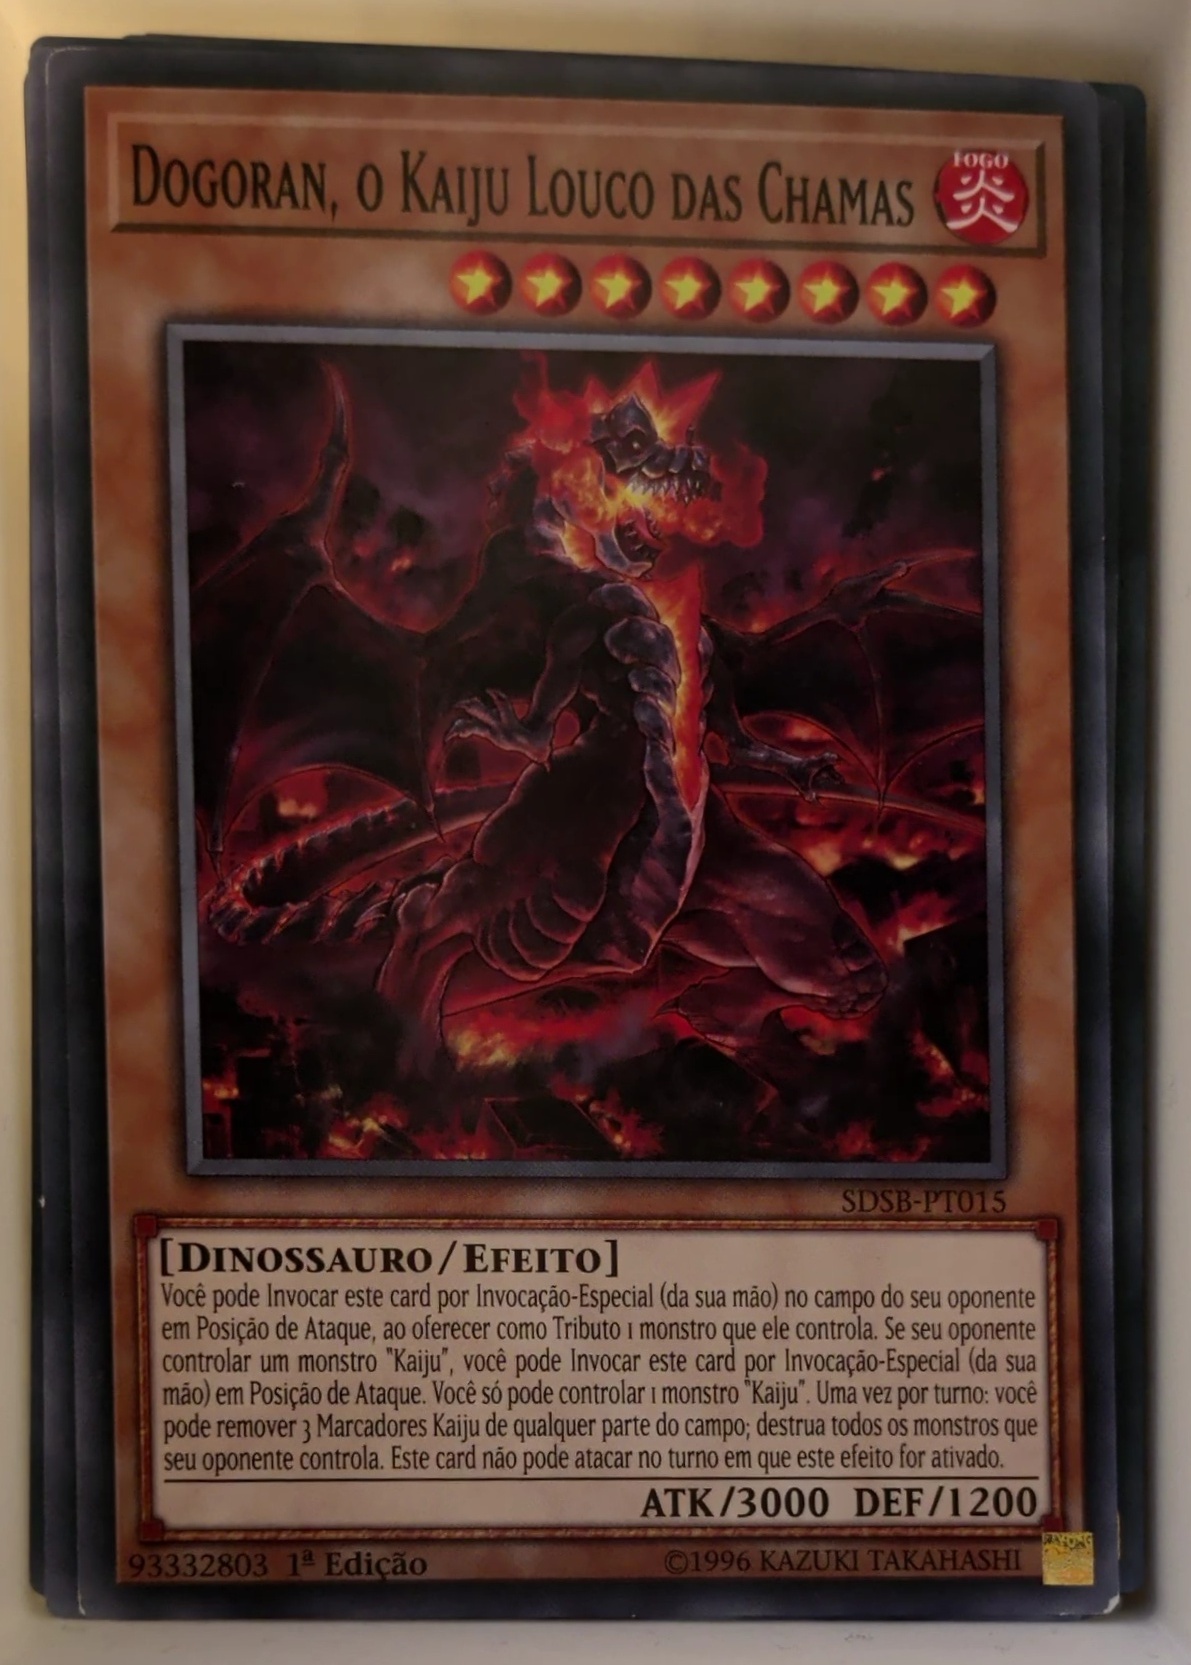 DOGORAN, O KAIJU LOUCO DAS CHAMAS
FOGO
炎
SDSB-PT015
[DINOSSAURO/EFEITO]
Você pode Invocar este card por Invocação-Especial (da sua mão) no campo do seu oponente
em Posição de Ataque, ao oferecer como Tributo 1 monstro que ele controla. Se seu oponente
controlar um monstro "Kaiju", você pode Invocar este card por Invocação-Especial (da sua
mão) em Posição de Ataque. Você só pode controlar 1 monstro "Kaiju". Uma vez por turno: você
pode remover 3 Marcadores Kaiju de qualquer parte do campo; destrua todos os monstros que
seu oponente controla. Este card não pode atacar no turno em que este efeito for ativado.
ATK/3000 DEF/1200
93332803 1ª Edição ©1996 KAZUKI TAKAHASHI